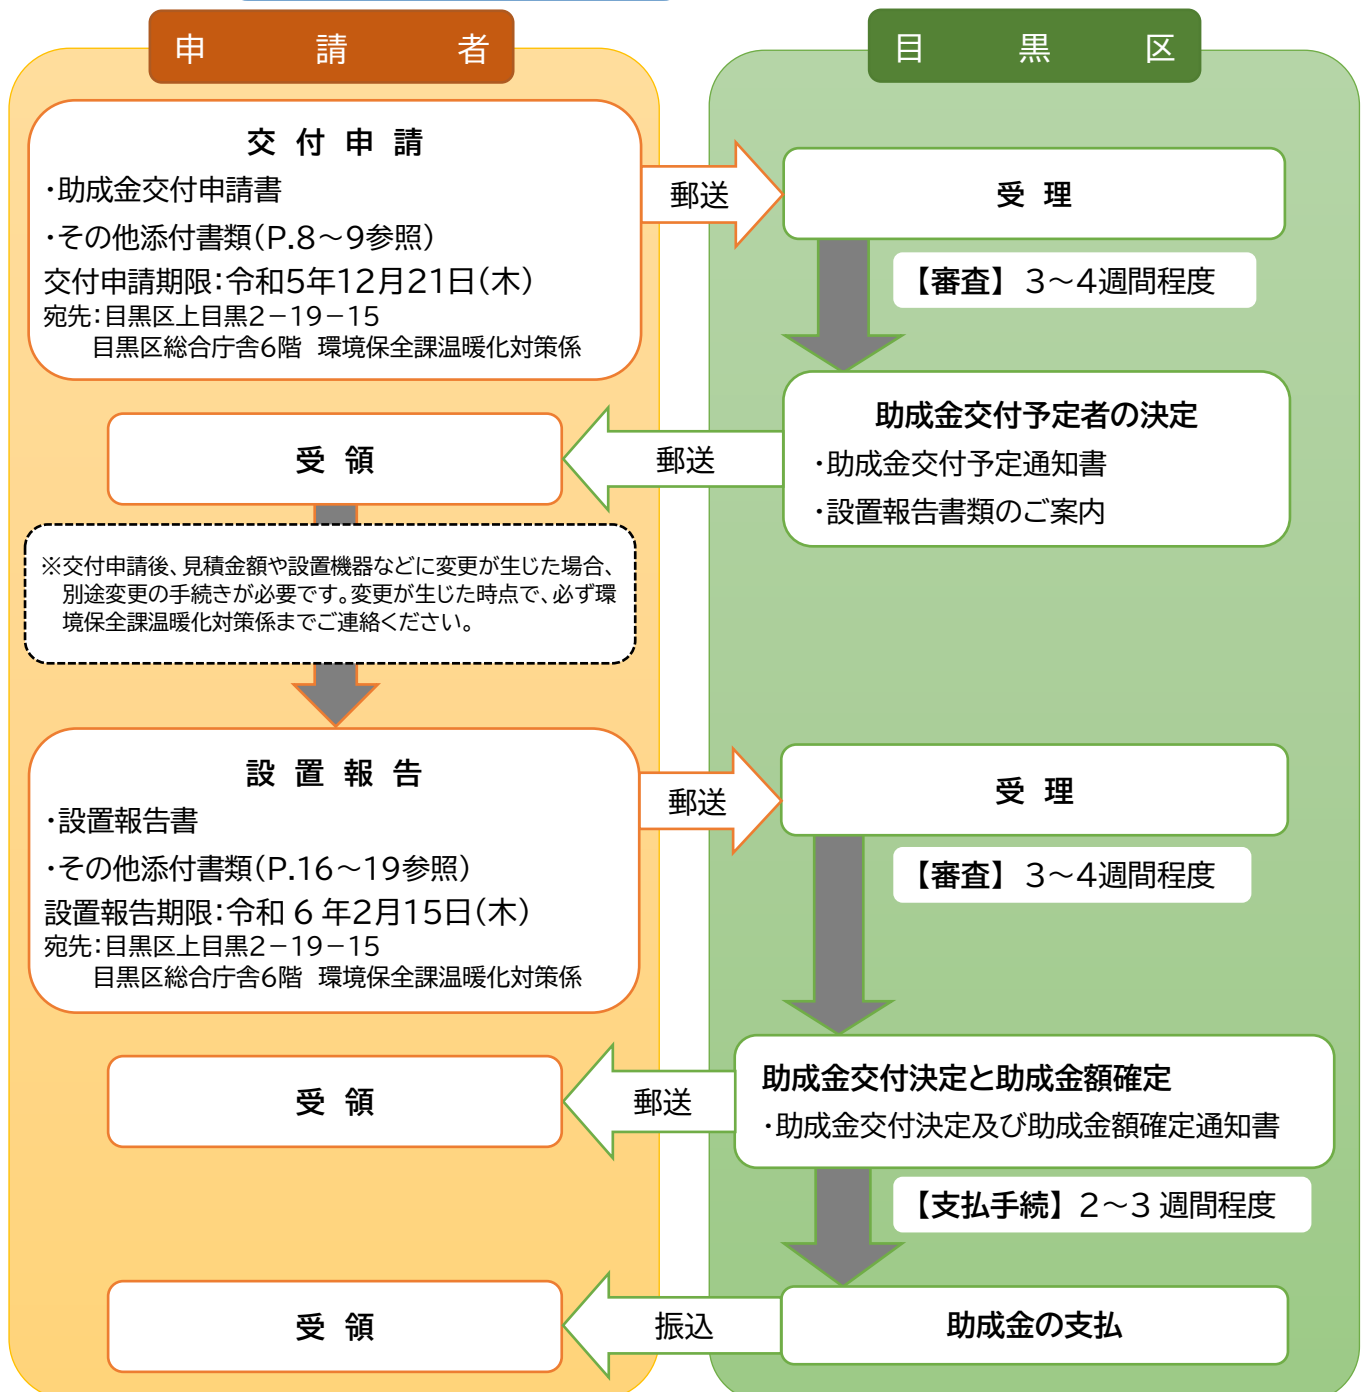 申請者
目黒区
交付申請
・助成金交付申請書
・その他添付書類(P.8～9参照)
交付申請期限:令和5年12月21日(木)
宛先:目黒区上目黒2－19－15
目黒区総合庁舎6階 環境保全課温暖化対策係
郵送
受理
【審査】 3～4週間程度
助成金交付予定者の決定
・助成金交付予定通知書
・設置報告書類のご案内
郵送
受領
※交付申請後、見積金額や設置機器などに変更が生じた場合、
別途変更の手続きが必要です。変更が生じた時点で、必ず環
境保全課温暖化対策係までご連絡ください。
設置報告
・設置報告書
・その他添付書類(P.16～19参照)
設置報告期限:令和 6 年2月15日(木)
宛先:目黒区上目黒2－19－15
目黒区総合庁舎6階 環境保全課温暖化対策係
郵送
受理
【審査】 3～4週間程度
助成金交付決定と助成金額確定
・助成金交付決定及び助成金額確定通知書
郵送
受領
【支払手続】 2～3 週間程度
助成金の支払
振込
受領